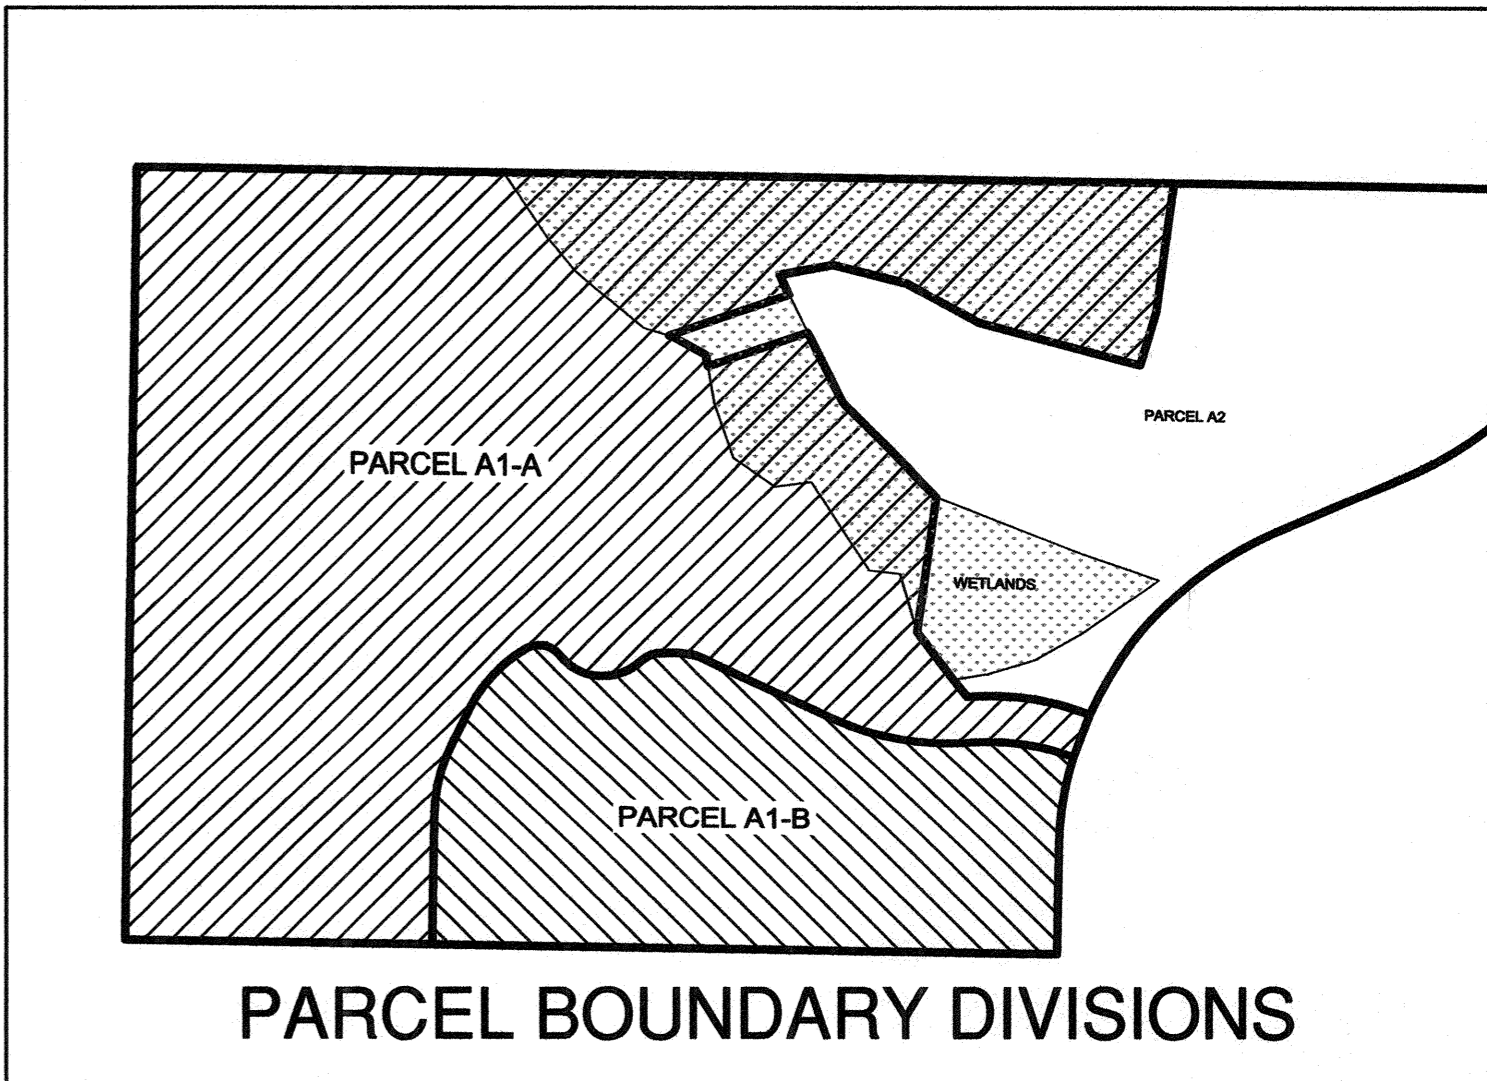 PARCEL A2
PARCEL A1-A
WETLANDS
PARCEL A1-B
PARCEL BOUNDARY DIVISIONS